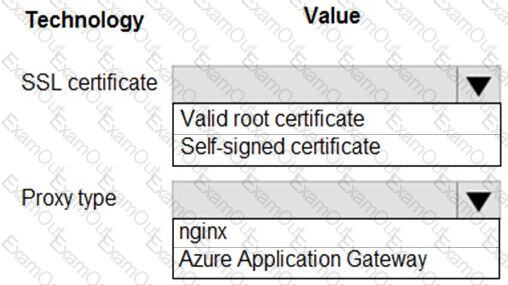 Technology Value
SSL certificate
Valid root certificate
Self-signed certificate
Proxy type
nginx
Azure Application Gateway